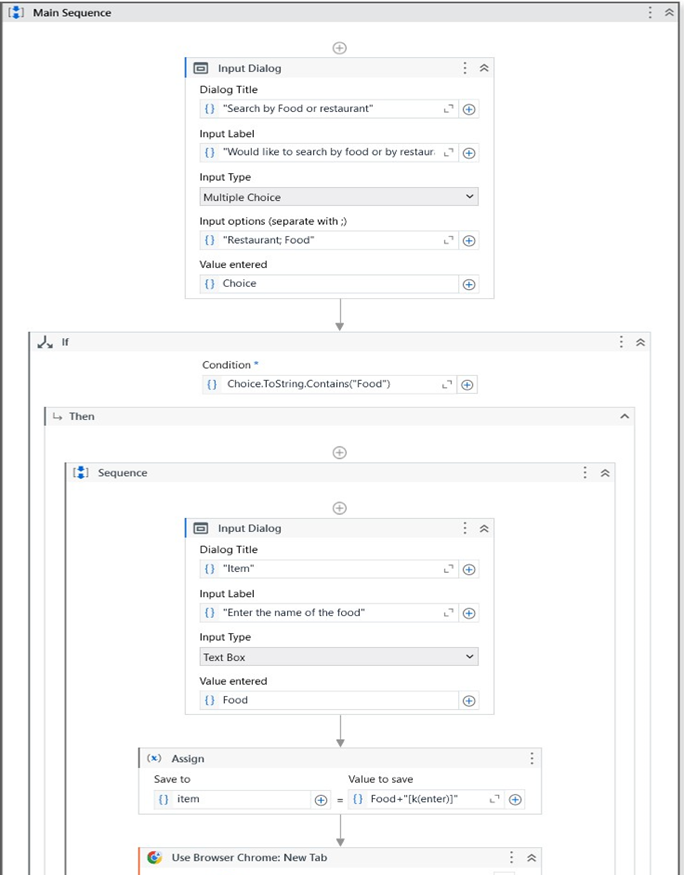 Main Sequence
Input Dialog
Dialog Title
"Search by Food or restaurant"
Input Label
"Would like to search by food or by restaur
Input Type
Multiple Choice
Input options (separate with ;)
"Restaurant; Food"
Value entered
Choice
If
Condition *
Choice.ToString.Contains("Food")
Then
Sequence
Input Dialog
Dialog Title
"Item"
Input Label
"Enter the name of the food"
Input Type
Text Box
Value entered
Food
Assign
Save to Value to save
item = Food+"[k(enter)]"
Use Browser Chrome: New Tab